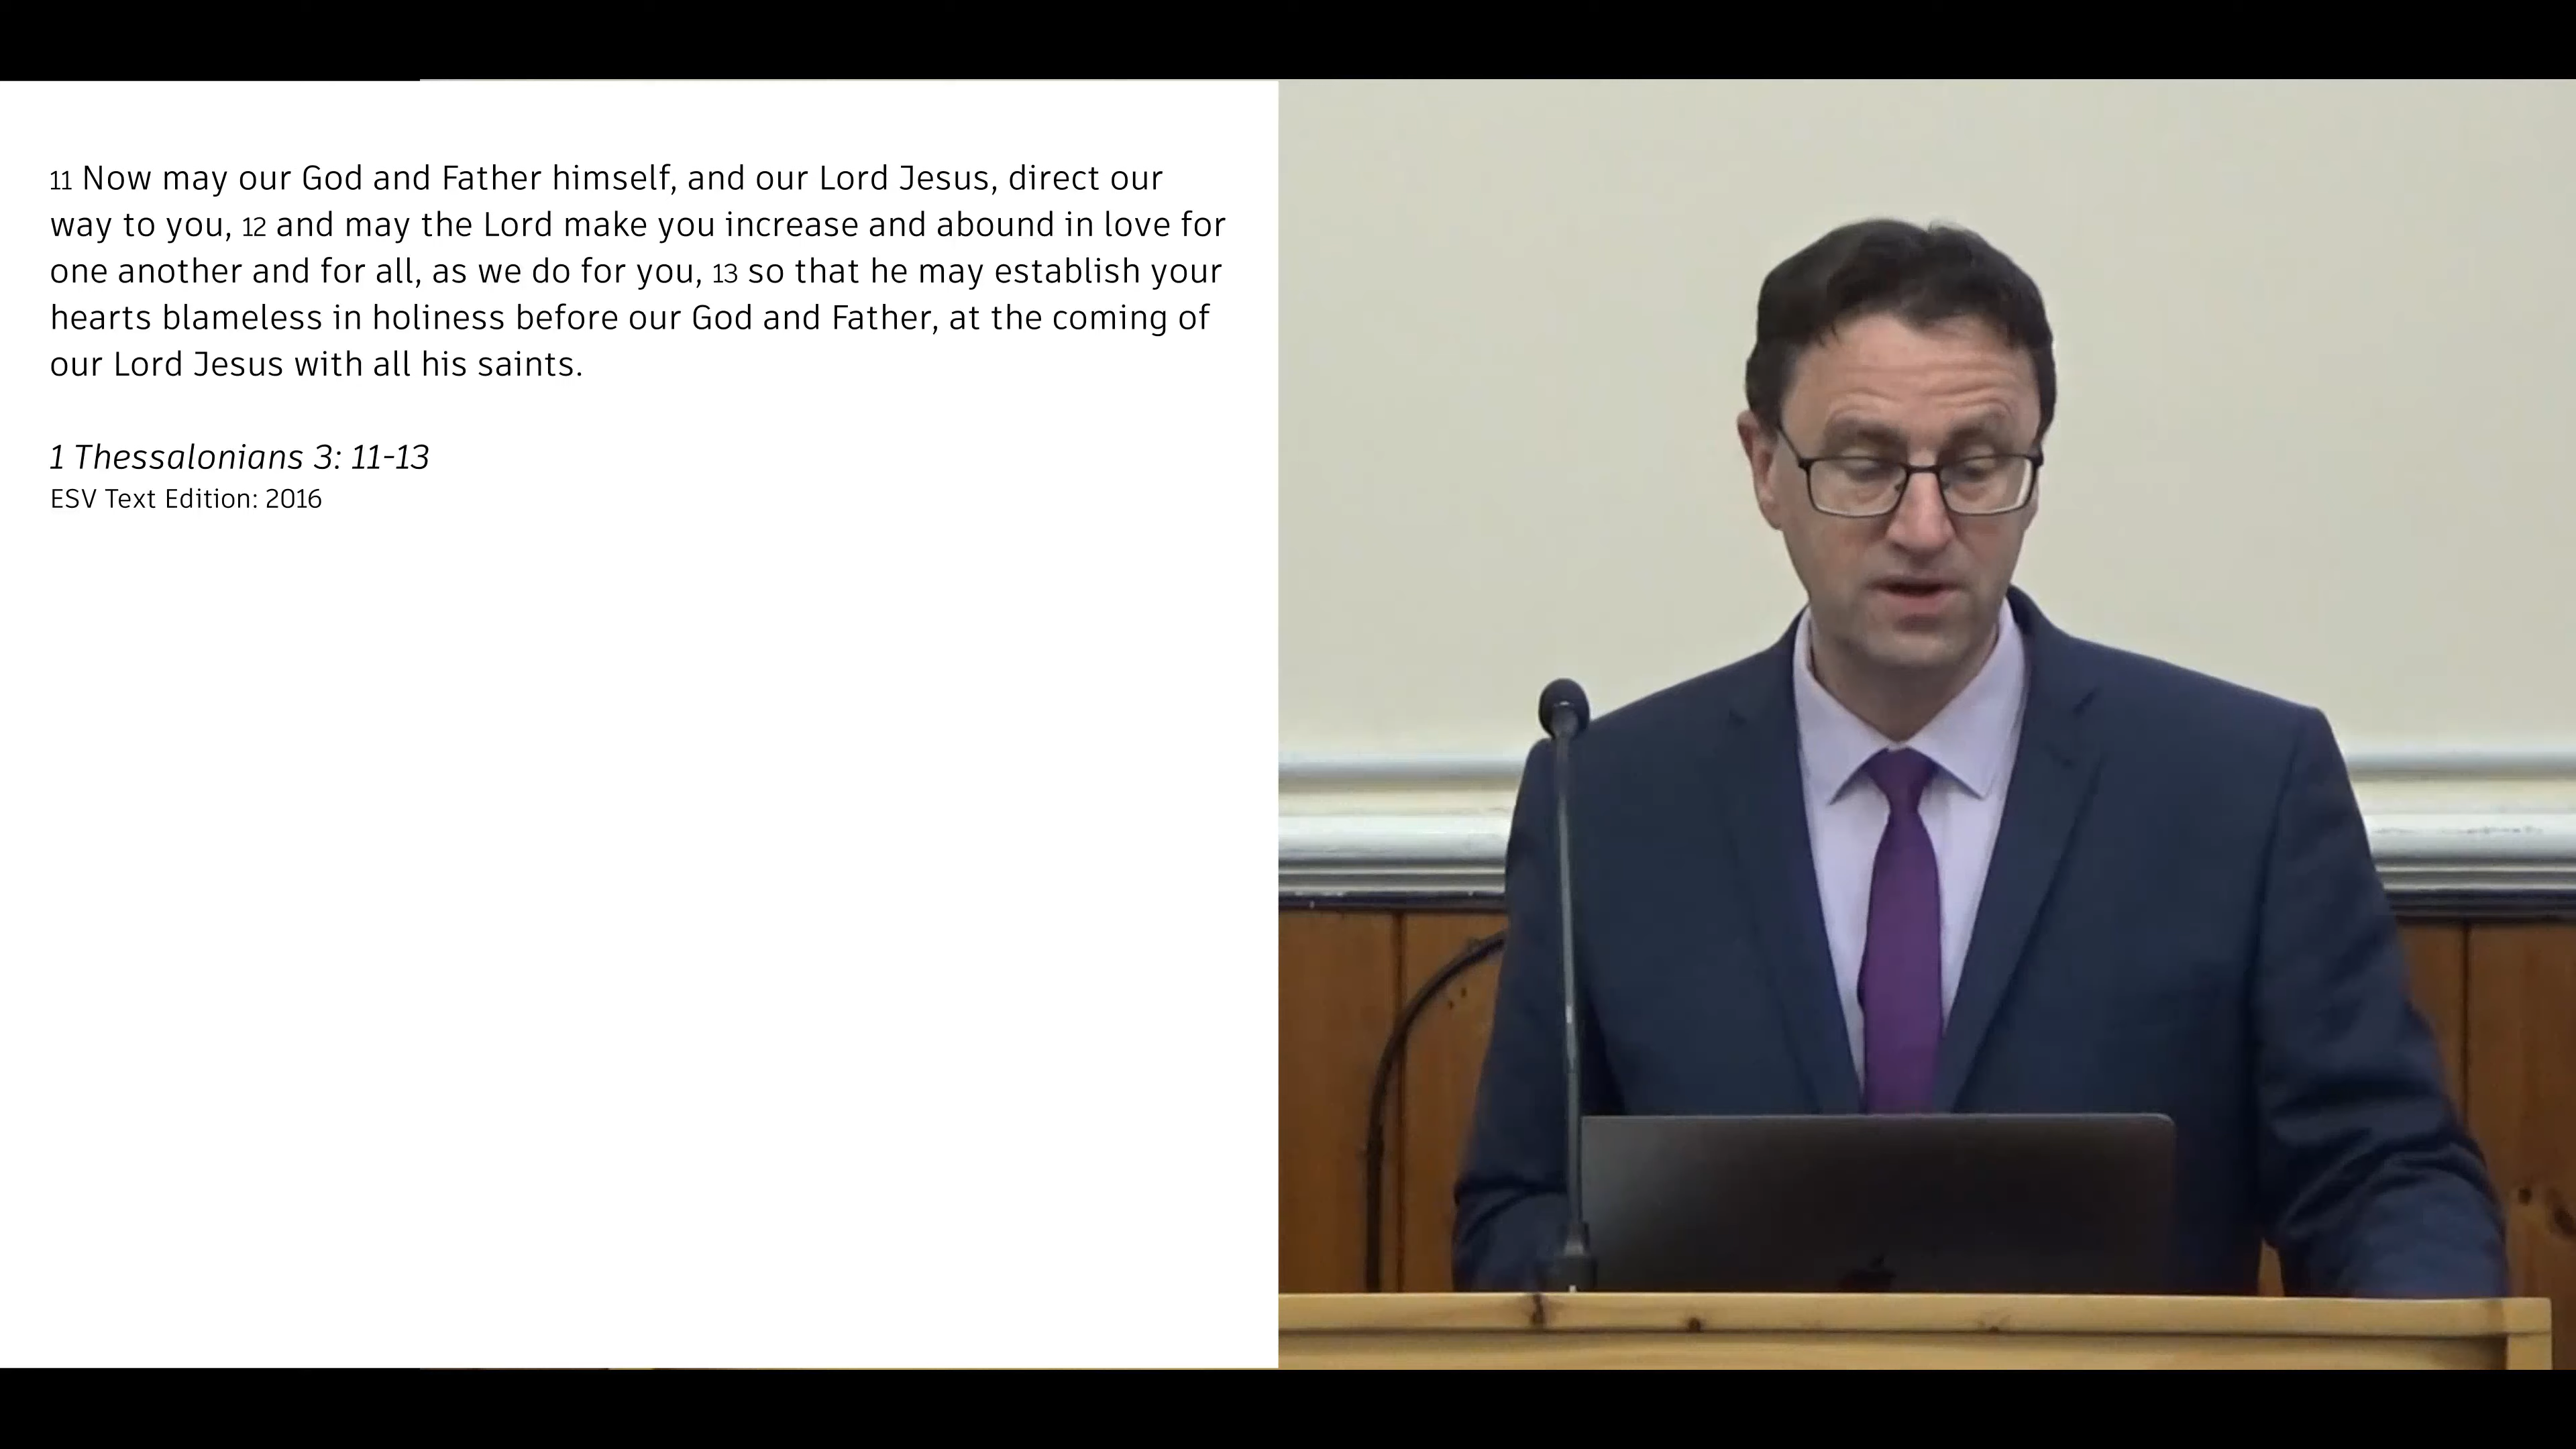 11 Now may our God and Father himself, and our Lord Jesus, direct our
way to you, 12 and may the Lord make you increase and abound in love for
one another and for all, as we do for you, 13 so that he may establish your
hearts blameless in holiness before our God and Father, at the coming of
our Lord Jesus with all his saints.
1 Thessalonians 3: 11-13
ESV Text Edition: 2016